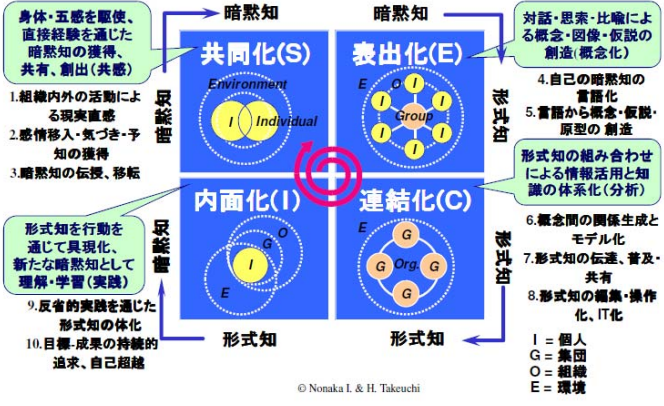 身体・五感を駆使、
直接経験を通じた
暗黙知の獲得、
共有、創出（共感）
1.組織内外の活動によ
る現実直感
2.感情移入・気づき・予
知の獲得
3.暗黙知の伝授、移転
暗黙知
暗黙知
暗黙知
共同化(S)
Environment
I
Individual
表出化(E)
E
O
I
I
I
I
I
I
Group
形式知
対話・思索・比喩に
よる概念・図像・仮説の
創造（概念化）
4.自己の暗黙知の
言語化
5.言語から概念・仮説・
原型の 創造
形式知を行動を
通じて具現化、
新たな暗黙知として
理解・学習（実践）
9.反省的実践を通じた
形式知の体化
10.目標-成果の持続的
追求、自己超越
暗黙知
内面化(I)
O
G
I
E
形式知
連結化(C)
E
G
G
Org.
G
G
形式知
形式知
形式知の組み合わせ
による情報活用と
知識の体系化（分析）
6.概念間の関係生成と
モデル化
7.形式知の伝達、普及・
共有
8.形式知の編集・操作
化、IT化
I = 個人
G = 集団
O = 組織
E = 環境
© Nonaka I. & H. Takeuchi